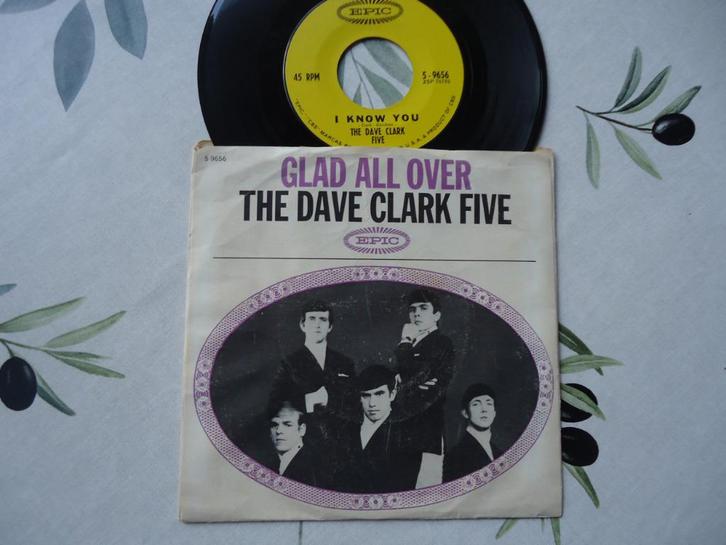 EPIC
45 RPM
5-9656
I KNOW YOU
THE DAVE CLARK
FIVE
5 9656
GLAD ALL OVER
THE DAVE CLARK FIVE
EPIC